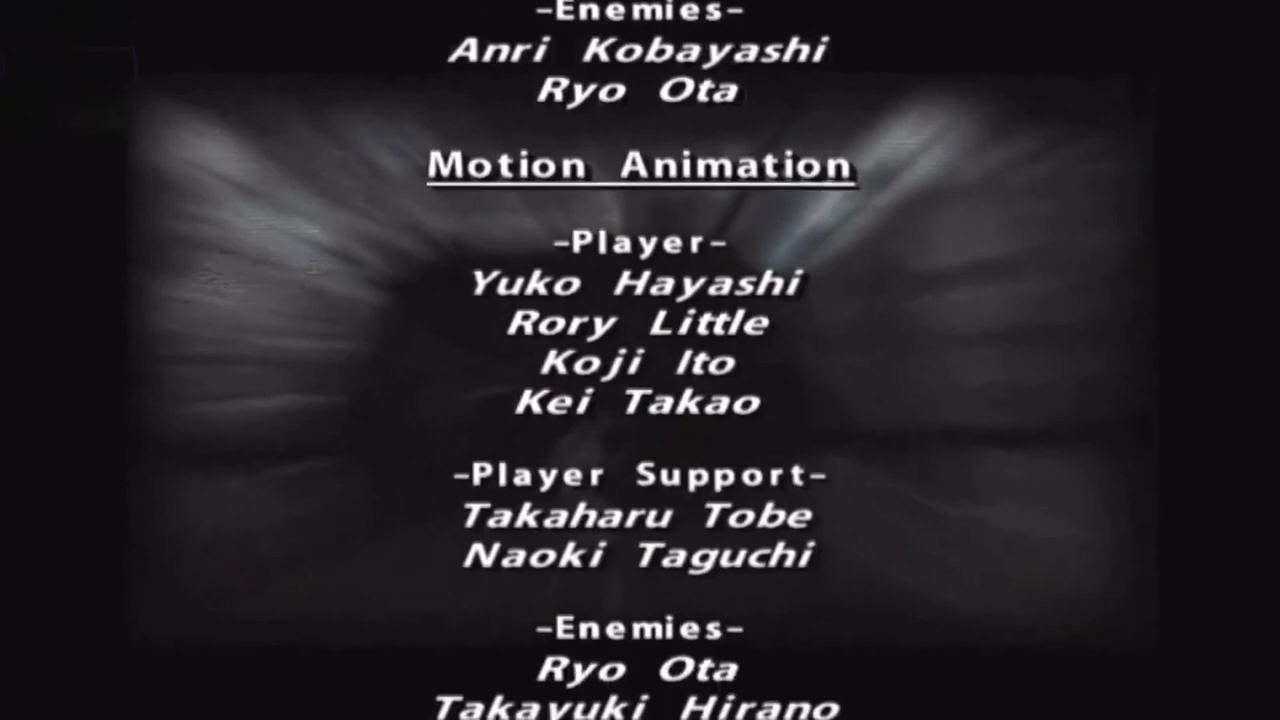 -Enemies-
Anri Kobayashi
Ryo Ota
Motion Animation
-Player-
Yuko Hayashi
Rory Little
Koji Ito
Kei Takao
-Player Support-
Takaharu Tobe
Naoki Taguchi
-Enemies-
Ryo Ota
Takayuki Hirano